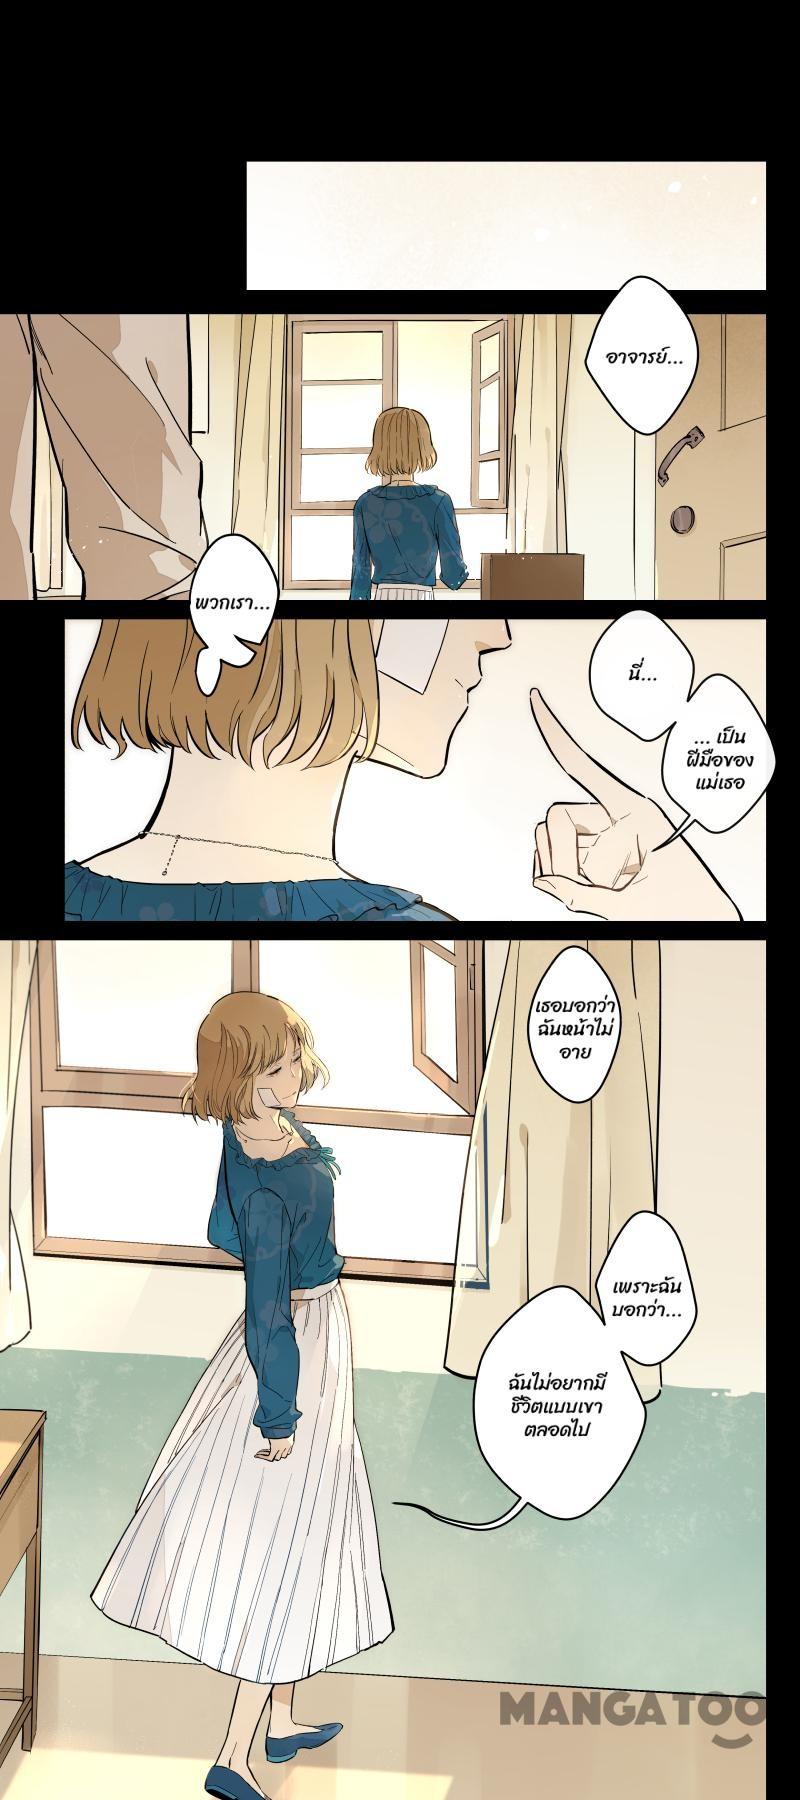 อาจารย์...
พวกเรา...
นี่...
... เป็น
ฝีมือของ
แม่เธอ
เธอบอกว่า
ฉันหน้าไม่
อาย
เพราะฉัน
บอกว่า...
ฉันไม่อยากมี
ชีวิตแบบเขา
ตลอดไป
MANGATOON